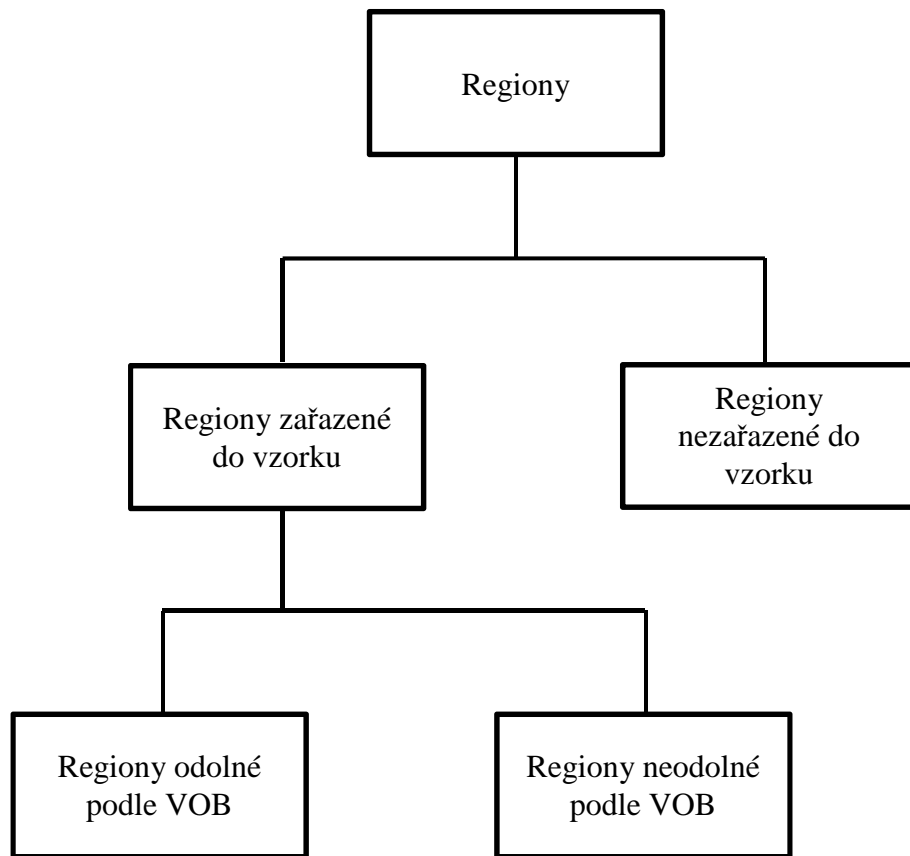 Regiony
Regiony zařazené
do vzorku
Regiony
nezařazené do
vzorku
Regiony odolné
podle VOB
Regiony neodolné
podle VOB